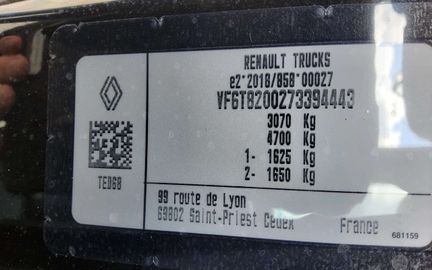 RENAULT TRUCKS
e2*2018/858*00027
VF6T8200273394443
3070 Kg
4700 Kg
1- 1625 Kg
2- 1650 Kg
TED68
99 route de Lyon
69802 Saint-Priest Cedex France
681159